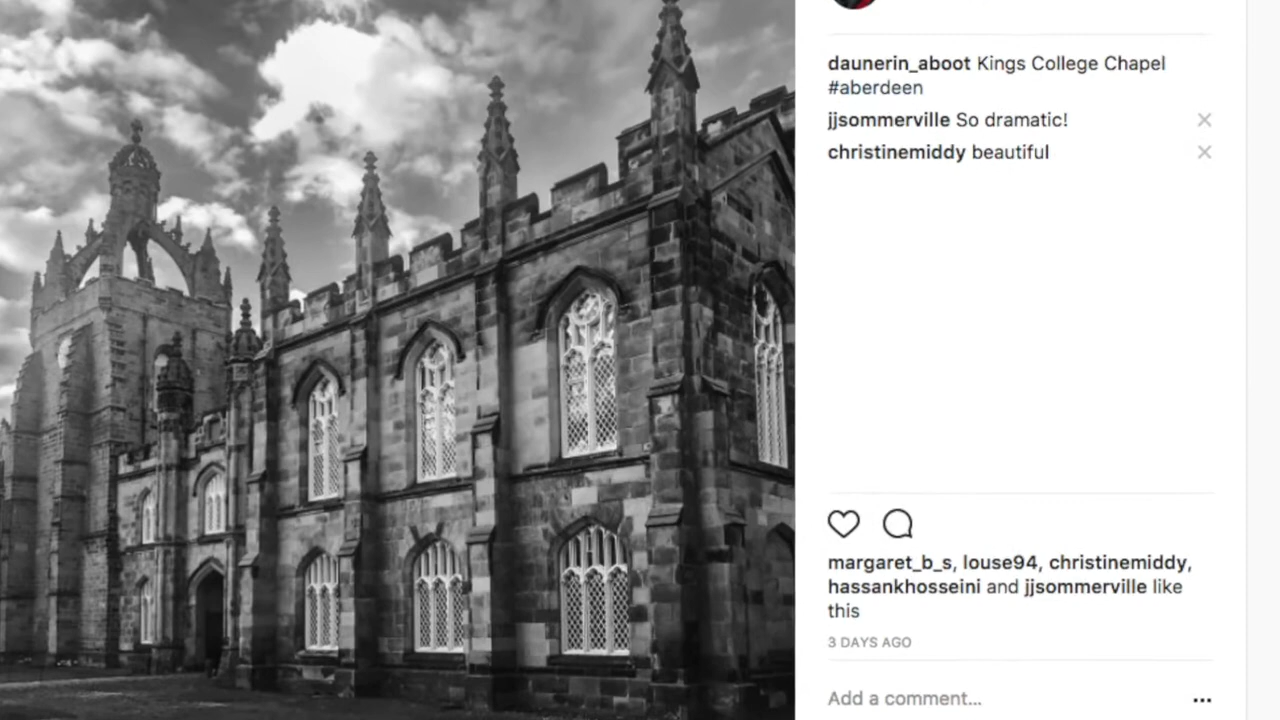 daunerin_aboot Kings College Chapel
#aberdeen
jjsommerville So dramatic!
christinemiddy beautiful
margaret_b_s, louse94, christinemiddy,
hassankhosseini and jjsommerville like
this
3 DAYS AGO
Add a comment...